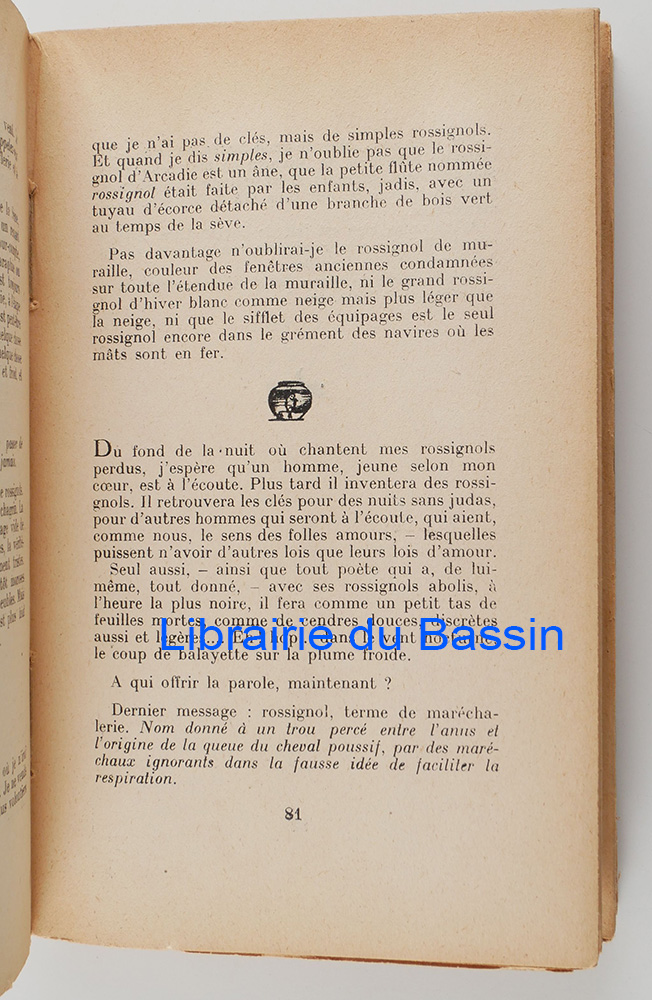 que je n'ai pas de clés, mais de simples rossignols.
Et quand je dis simples, je n'oublie pas que le rossi-
gnol d'Arcadie est un âne, que la petite flûte nommée
rossignol était faite par les enfants, jadis, avec un
tuyau d'écorce détaché d'une branche de bois vert
au temps de la sève.
Pas davantage n'oublirai-je le rossignol de mu-
raille, couleur des fenêtres anciennes condamnées
sur toute l'étendue de la muraille, ni le grand rossi-
gnol d'hiver blanc comme neige mais plus léger que
la neige, ni que le sifflet des équipages est le seul
rossignol encore dans le grément des navires où les
mâts sont en fer.
Du fond de la nuit où chantent mes rossignols
perdus, j'espère qu'un homme, jeune selon mon
cœur, est à l'écoute. Plus tard il inventera des rossi-
gnols. Il retrouvera les clés pour des nuits sans judas,
pour d'autres hommes qui seront à l'écoute, qui aient,
comme nous, le sens des folles amours, – lesquelles
puissent n'avoir d'autres lois que leurs lois d'amour.
Seul aussi, – ainsi que tout poète qui a, de lui-
même, tout donné, – avec ses rossignols abolis, à
l'heure la plus noire, il fera comme un petit tas de
feuilles mortes, comme de cendres douces, discrètes
aussi et légères.... Eh! hople dans le vent
le coup de balayette sur la plume froide.
A qui offrir la parole, maintenant ?
Dernier message : rossignol, terme de marécha-
lerie. Nom donné à un trou percé entre l'anus et
l'origine de la queue du cheval poussif, par des maré-
chaux ignorants dans la fausse idée de faciliter la
respiration.
81
Librairie du Bassin